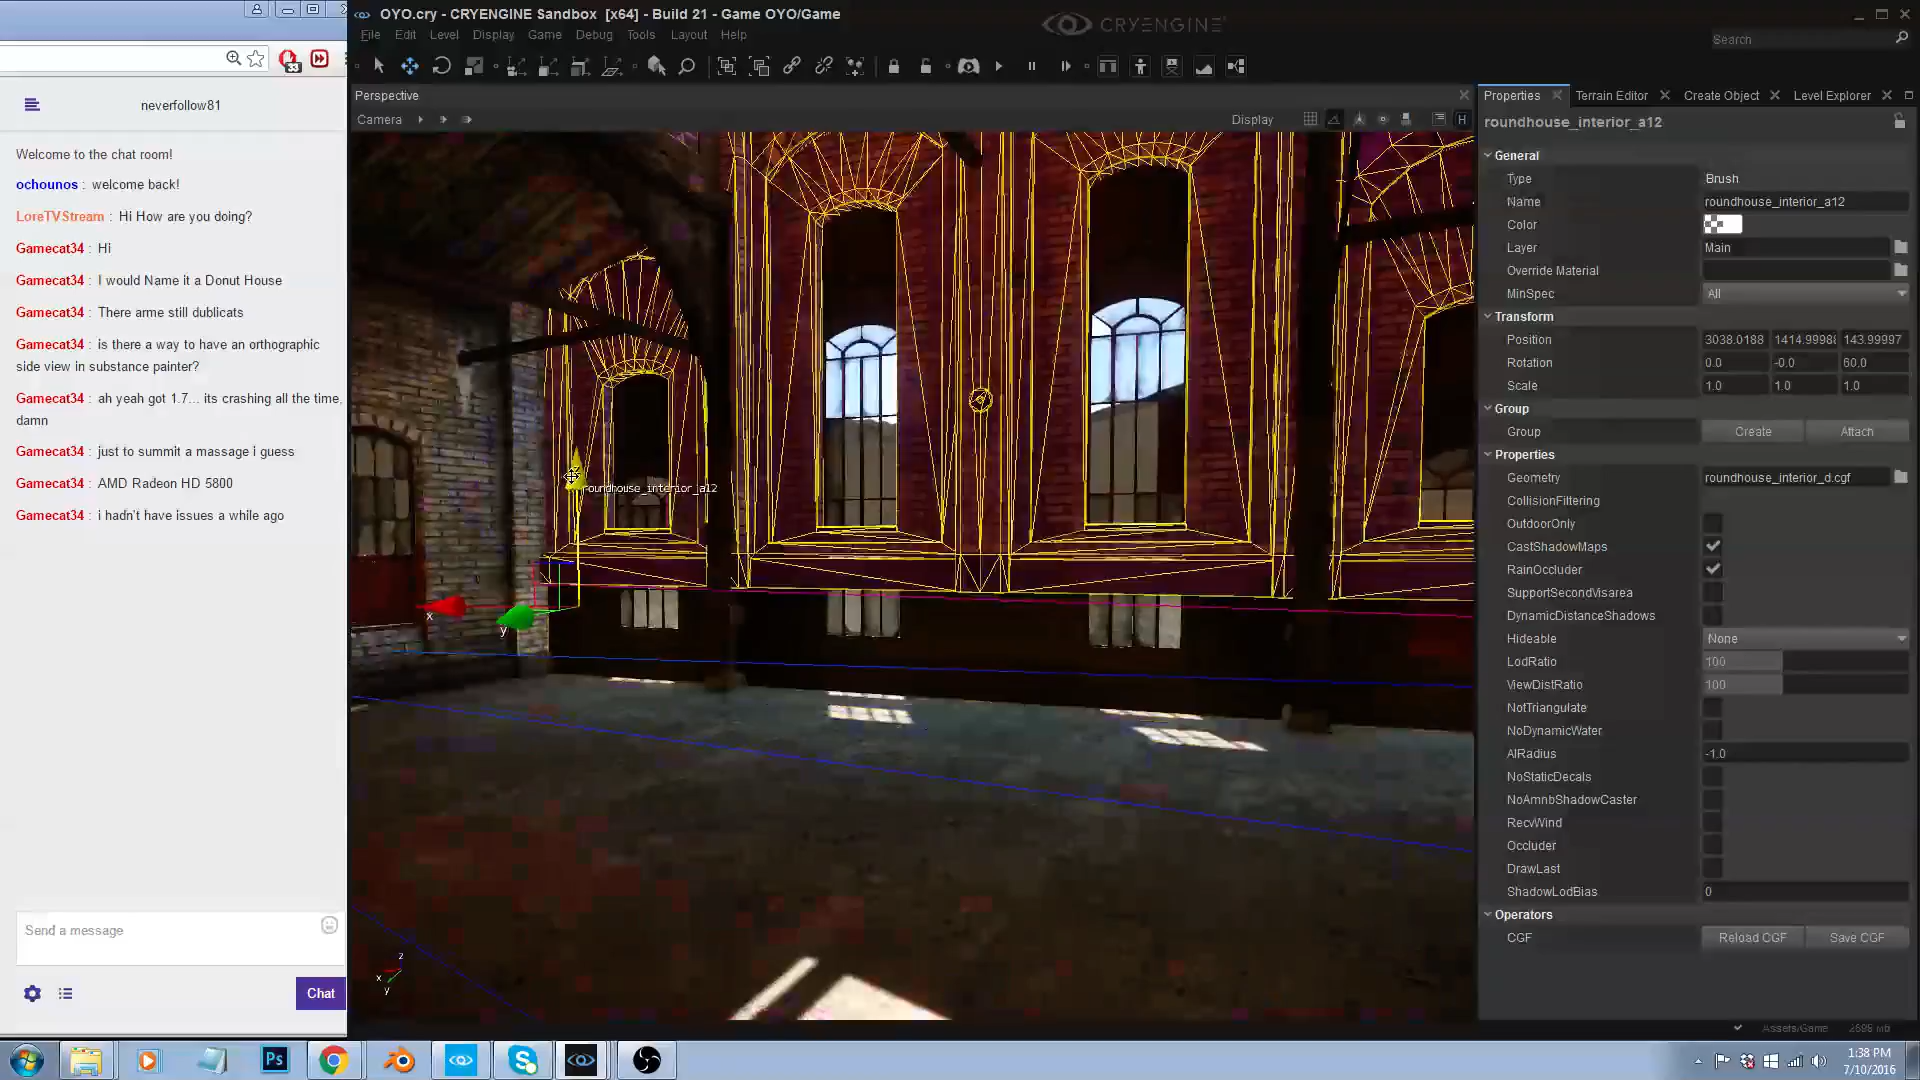 OYO.cry - CRYENGINE Sandbox [x64] - Build 21 - Game OYO/Game
CRYENGINE
File Edit Level Display Game Debug Tools Layout Help
Search
33
neverfollow81
Welcome to the chat room!
ochounos : welcome back!
LoreTVStream : Hi How are you doing?
Gamecat34 : Hi
Gamecat34 : I would Name it a Donut House
Gamecat34 : There arme still dublicats
Gamecat34 : is there a way to have an orthographic
side view in substance painter?
Gamecat34 : ah yeah got 1.7... its crashing all the time,
damn
Gamecat34 : just to summit a massage i guess
Gamecat34 : AMD Radeon HD 5800
Gamecat34 : i hadn't have issues a while ago
Send a message
Chat
Perspective
Camera
Display
H
roundhouse_interior_a12
x
y
z
x
y
Properties Terrain Editor Create Object Level Explorer
roundhouse_interior_a12
General
Type Brush
Name roundhouse_interior_a12
Color
Layer Main
Override Material
MinSpec All
Transform
Position 3038.0188 1414.9998 143.99997
Rotation 0.0 -0.0 60.0
Scale 1.0 1.0 1.0
Group
Group Create Attach
Properties
Geometry roundhouse_interior_d.cgf
CollisionFiltering
OutdoorOnly
CastShadowMaps
RainOccluder
SupportSecondVisarea
DynamicDistanceShadows
Hideable None
LodRatio 100
ViewDistRatio 100
NotTriangulate
NoDynamicWater
AIRadius -1.0
NoStaticDecals
NoAmnbShadowCaster
RecvWind
Occluder
DrawLast
ShadowLodBias 0
Operators
CGF Reload CGF Save CGF
Assets/Game
Ps
1:38 PM
7/10/2016